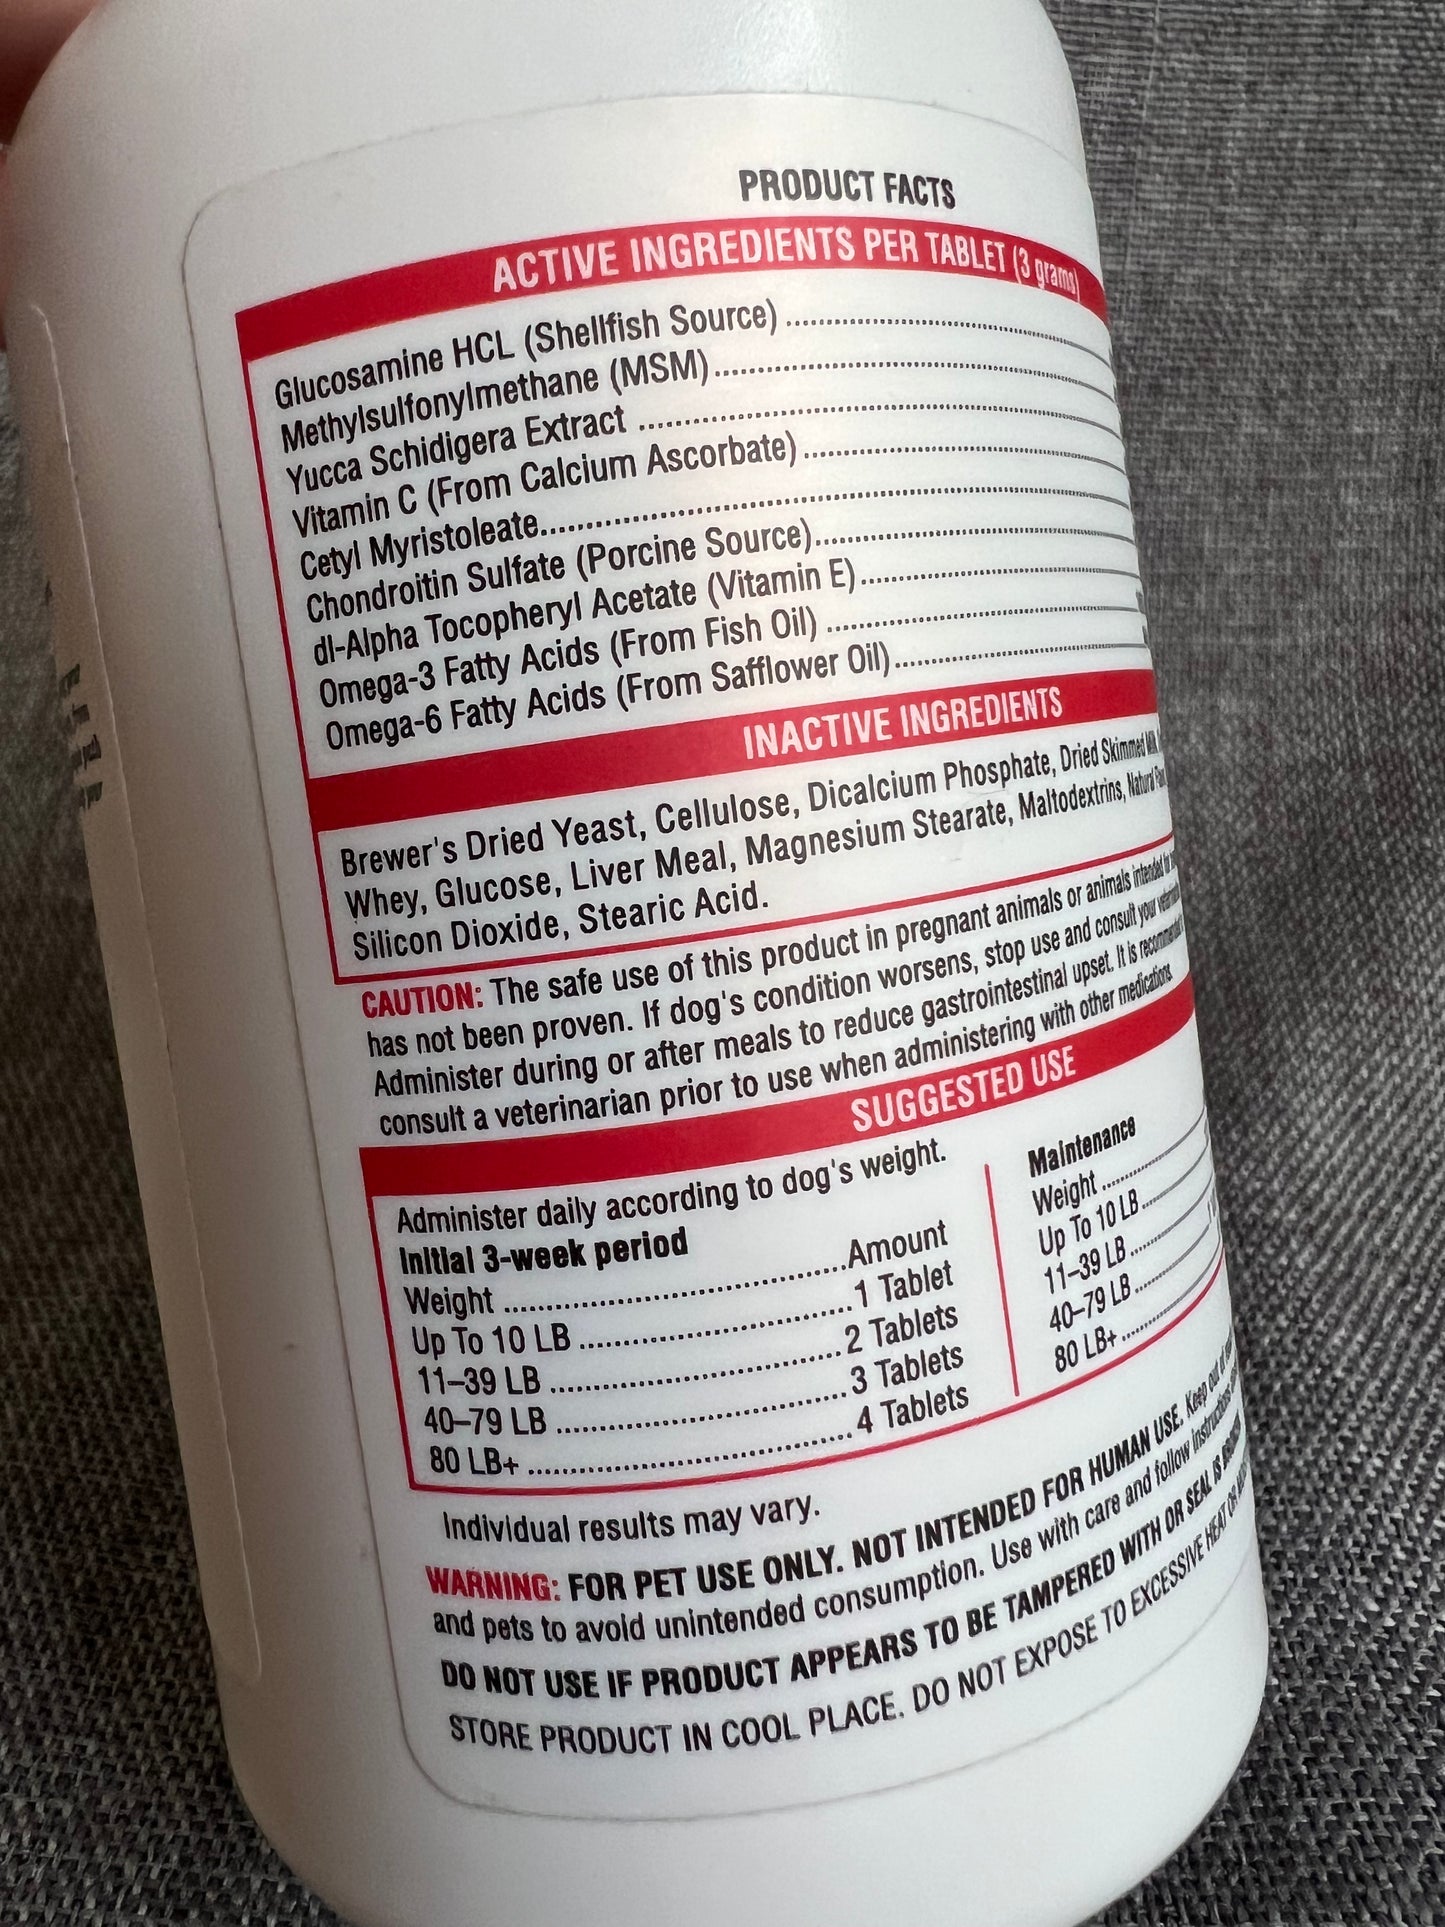 PRODUCT FACTS
ACTIVE INGREDIENTS PER TABLET (3 grams)
Glucosamine HCL (Shellfish Source)
Methylsulfonylmethane (MSM)
Yucca Schidigera Extract
Vitamin C (From Calcium Ascorbate)
Cetyl Myristoleate
Chondroitin Sulfate (Porcine Source)
dl-Alpha Tocopheryl Acetate (Vitamin E)
Omega-3 Fatty Acids (From Fish Oil)
Omega-6 Fatty Acids (From Safflower Oil)
INACTIVE INGREDIENTS
Brewer's Dried Yeast, Cellulose, Dicalcium Phosphate, Dried Skimmed Milk,
Whey, Glucose, Liver Meal, Magnesium Stearate, Maltodextrins, Natural
Silicon Dioxide, Stearic Acid.
CAUTION: The safe use of this product in pregnant animals or animals intended for
has not been proven. If dog's condition worsens, stop use and consult your
Administer during or after meals to reduce gastrointestinal upset. It is recommended
consult a veterinarian prior to use when administering with other medications.
SUGGESTED USE
Administer daily according to dog's weight.
Initial 3-week period
Weight ........ Amount
Up To 10 LB ........ 1 Tablet
11–39 LB ........ 2 Tablets
40–79 LB ........ 3 Tablets
80 LB+ ........ 4 Tablets
Maintenance
Weight
Up To 10 LB
11–39 LB
40–79 LB
80 LB+
Individual results may vary.
WARNING: FOR PET USE ONLY. NOT INTENDED FOR HUMAN USE. Keep out of
and pets to avoid unintended consumption. Use with care and follow instructions
DO NOT USE IF PRODUCT APPEARS TO BE TAMPERED WITH OR SEAL IS BROKEN
STORE PRODUCT IN COOL PLACE. DO NOT EXPOSE TO EXCESSIVE HEAT OR